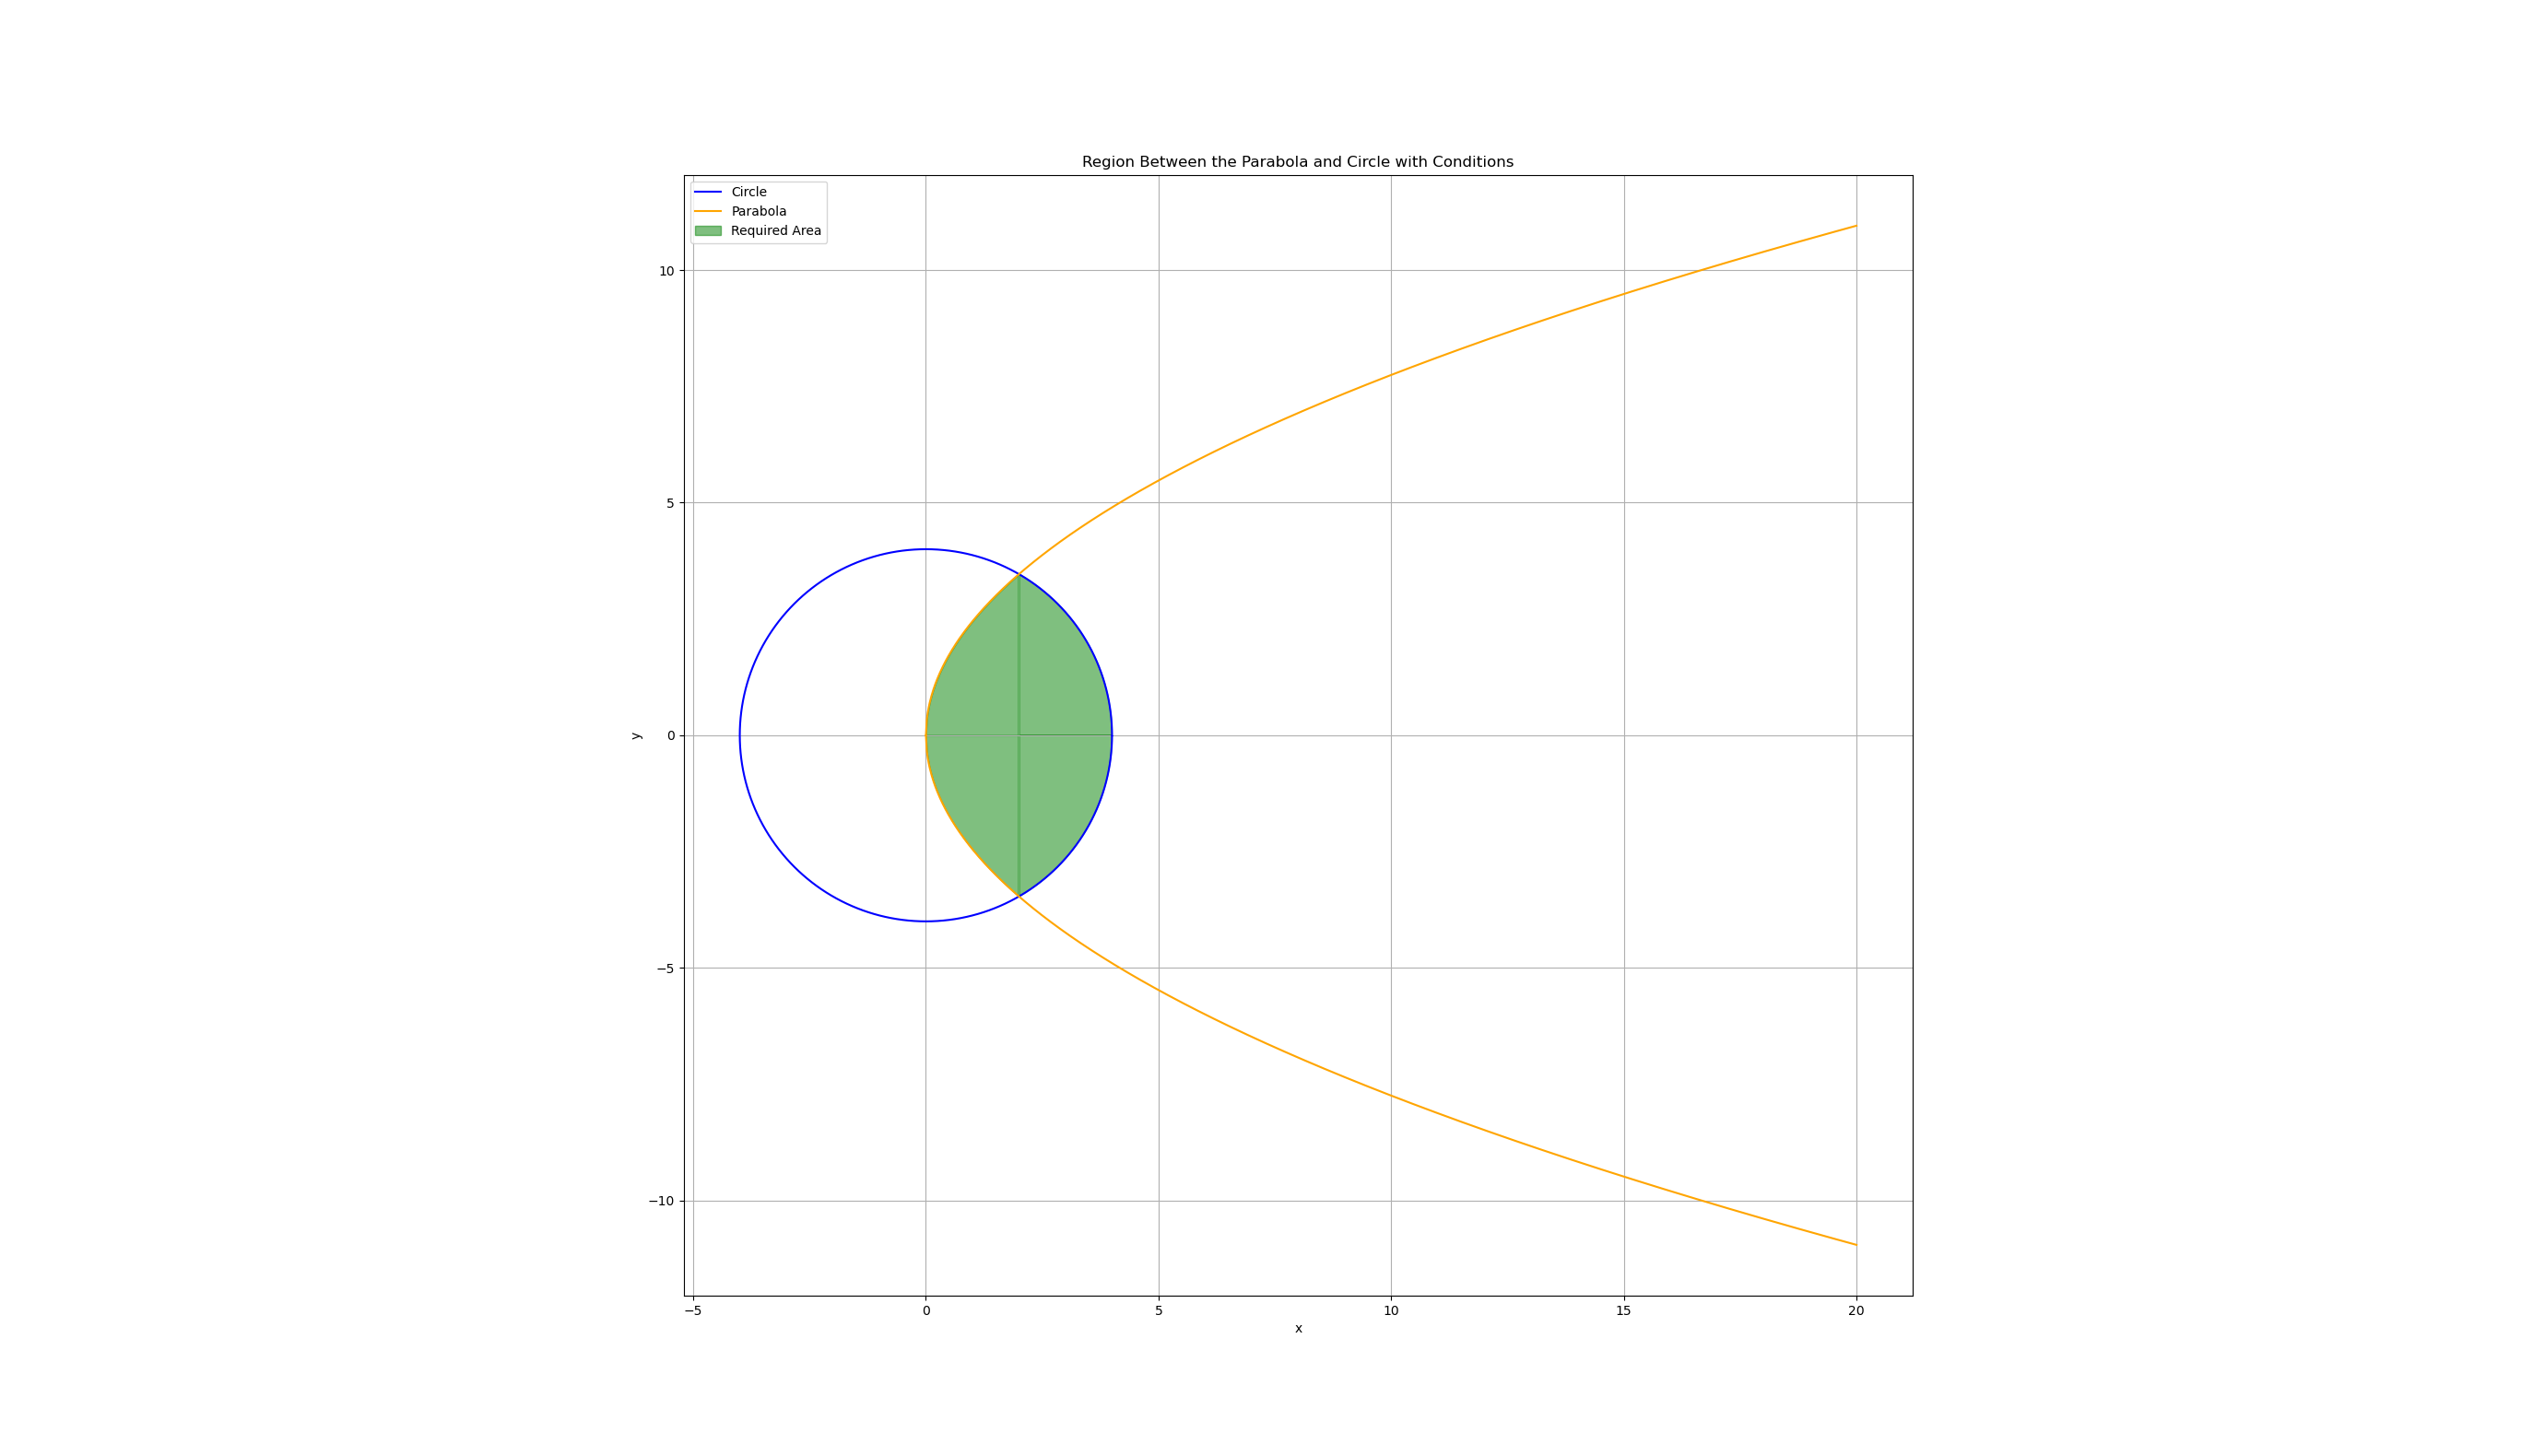 Region Between the Parabola and Circle with Conditions
Circle
Parabola
Required Area
10
5
0
−5
−10
y
−5 0 5 10 15 20
x